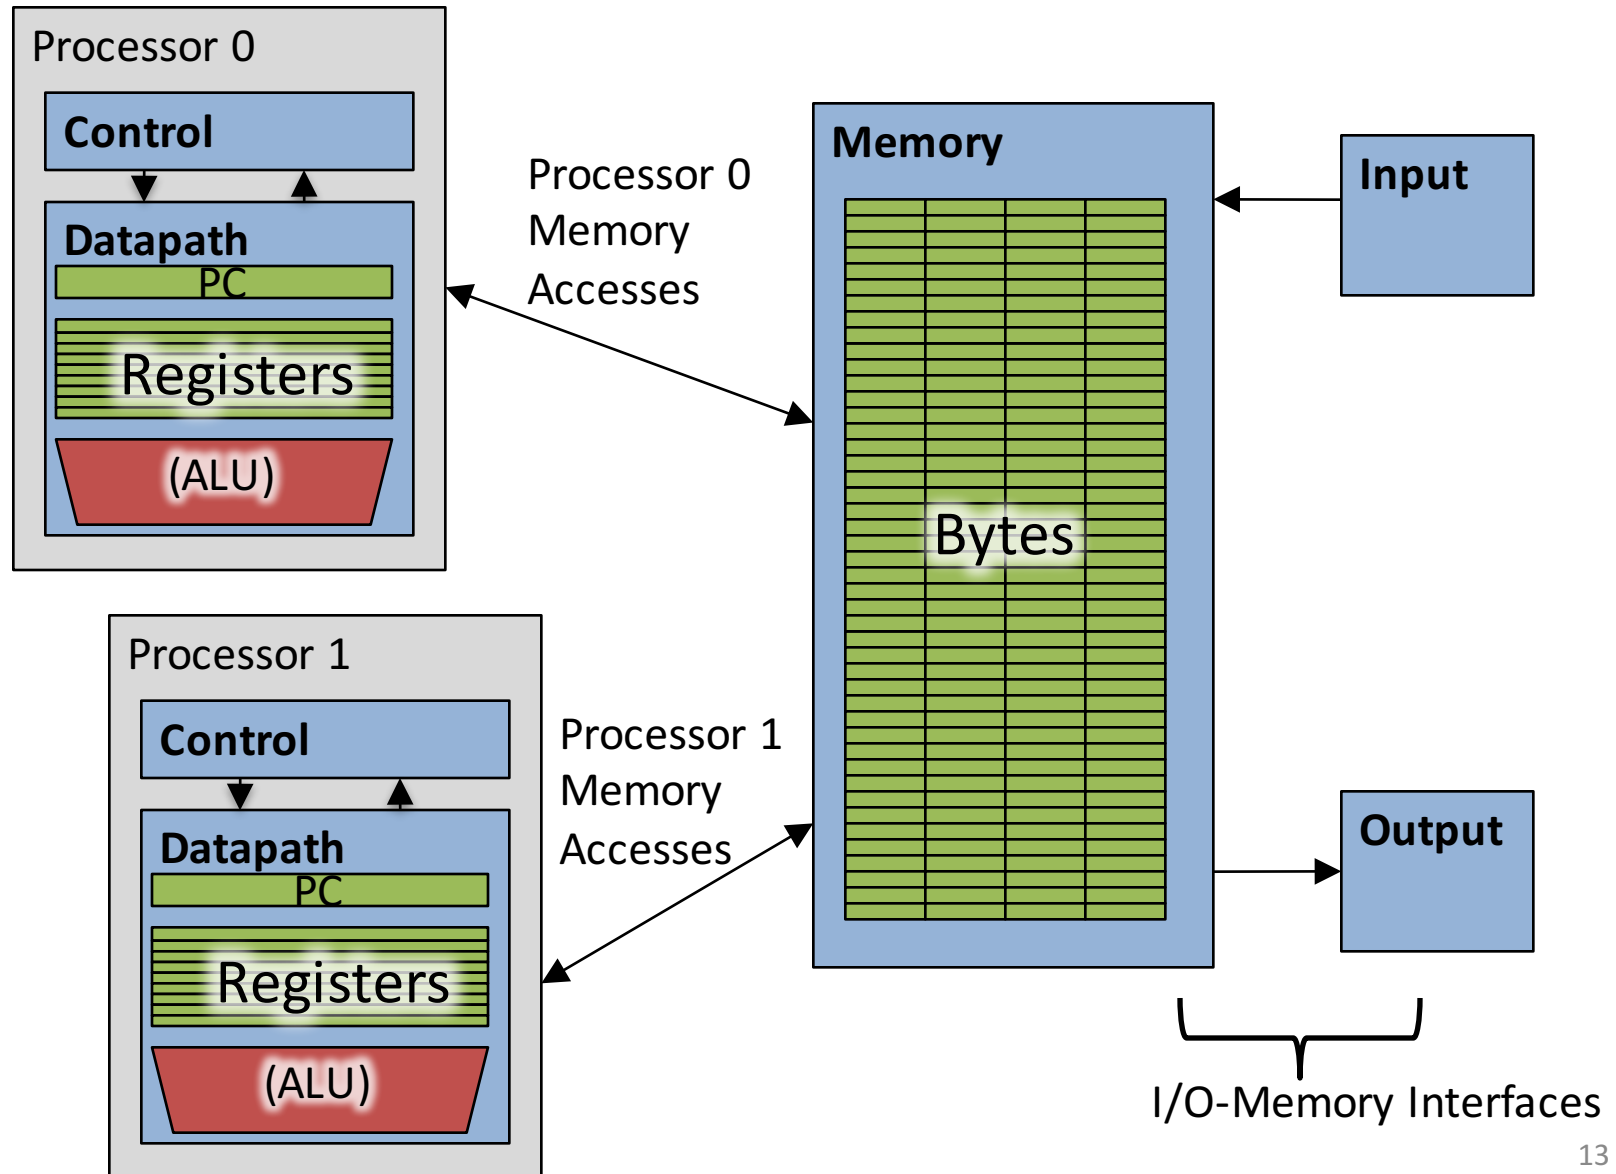 Processor 0
Control
Datapath
PC
Registers
(ALU)
Processor 0
Memory
Accesses
Memory
Bytes
Input
Processor 1
Control
Datapath
PC
Registers
(ALU)
Processor 1
Memory
Accesses
Output
I/O-Memory Interfaces
13